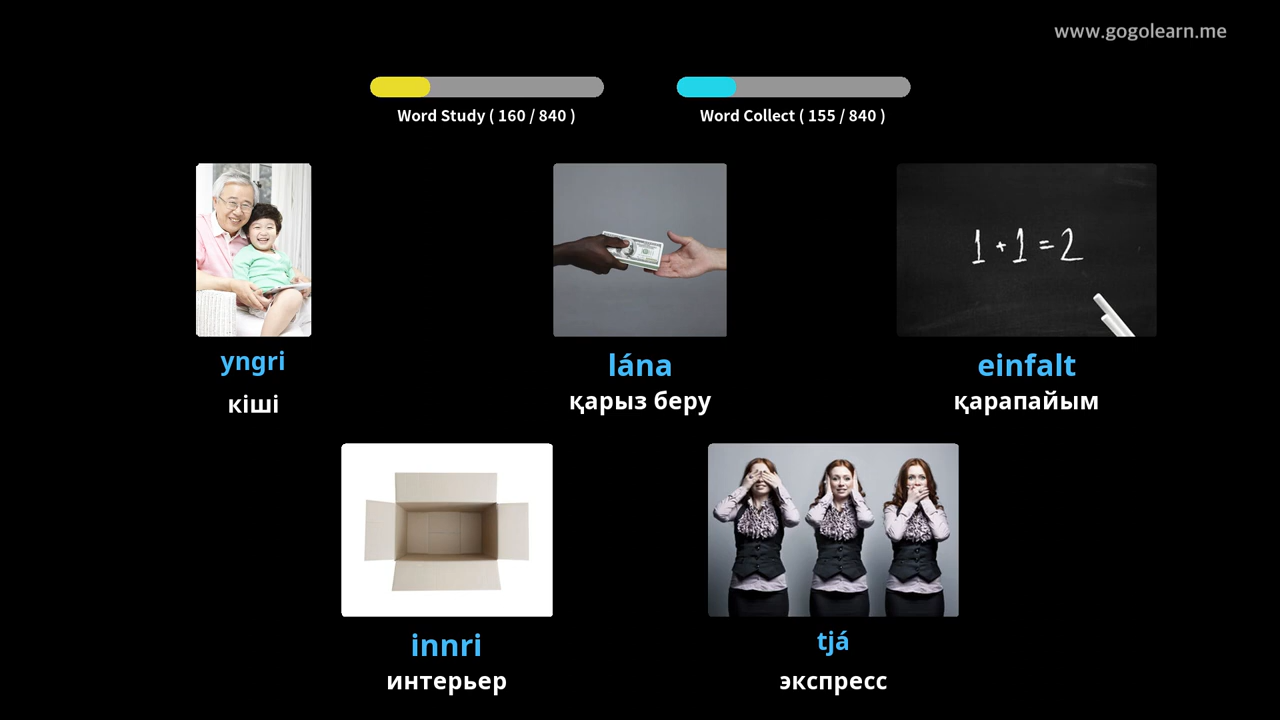 www.gogolearn.me
Word Study ( 160 / 840 )
Word Collect ( 155 / 840 )
1 + 1 = 2
yngri
lána
einfalt
кіші
қарыз беру
қарапайым
innri
tjá
интерьер
экспресс